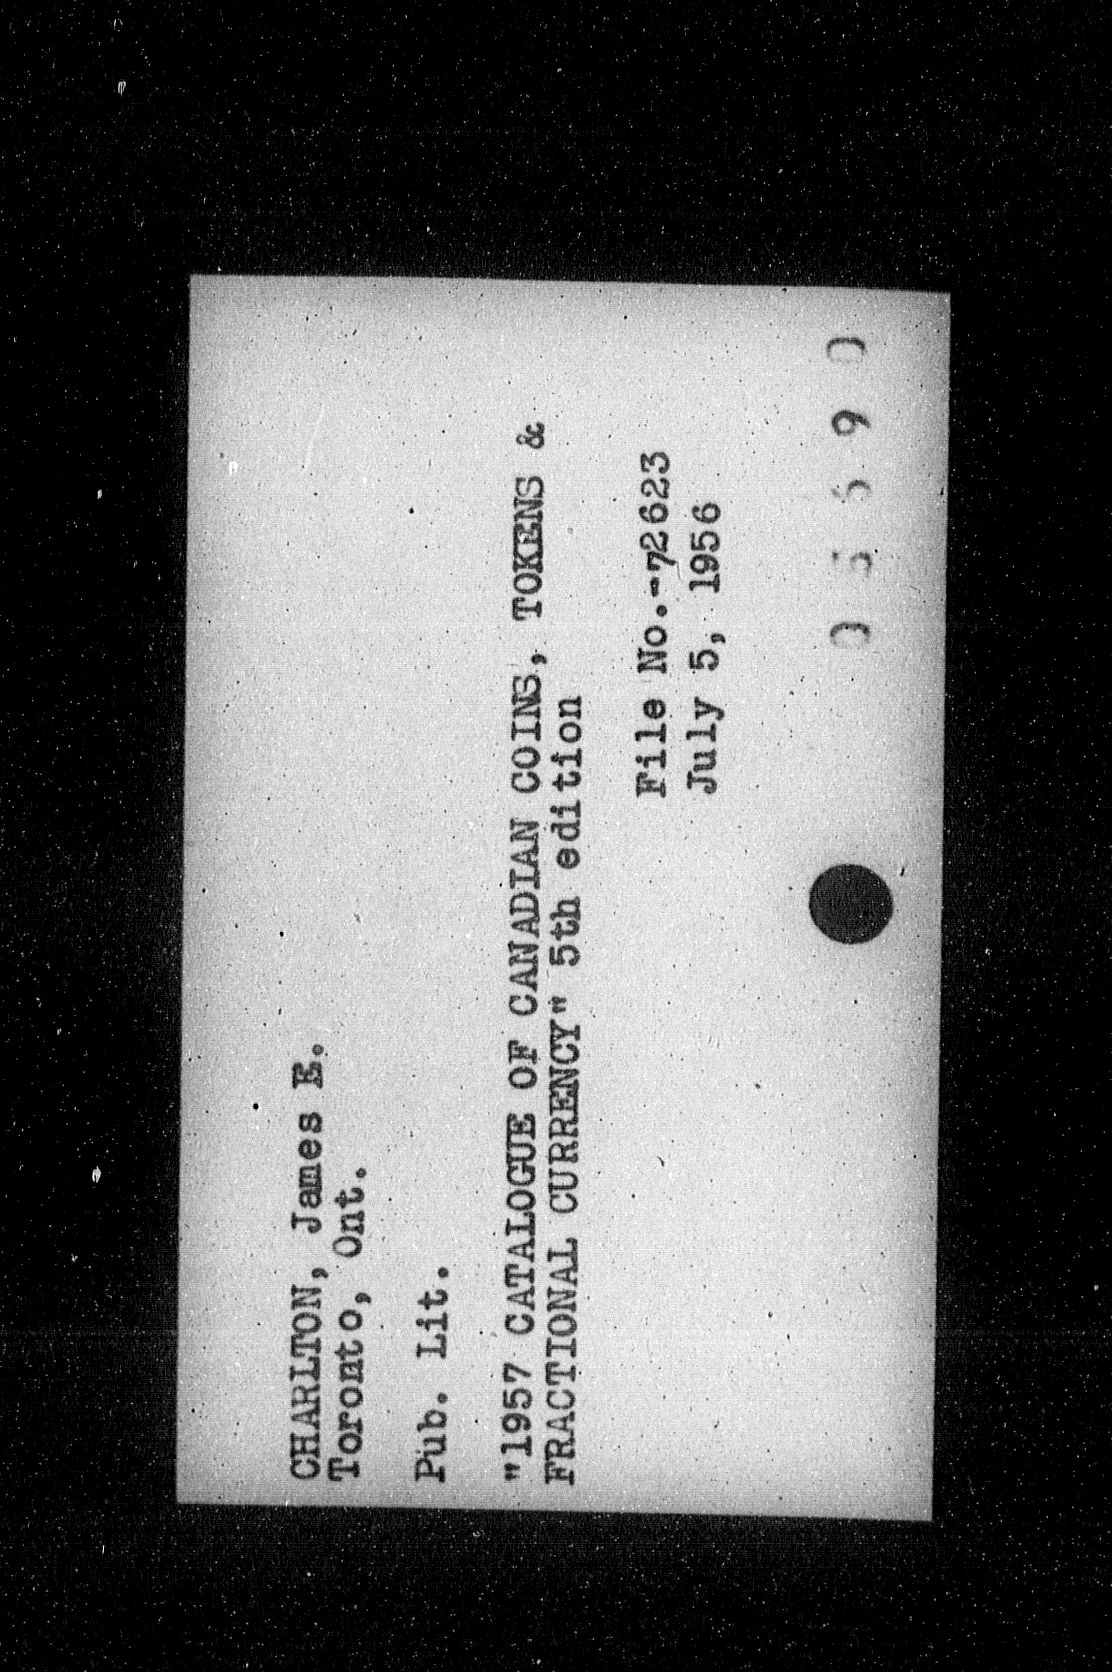 CHARLTON, James E.
Toronto, Ont.
Pub. Lit.
"1957 CATALOGUE OF CANADIAN COINS, TOKENS &
FRACTIONAL CURRENCY" 5th edition
File No.-72623
July 5, 1956